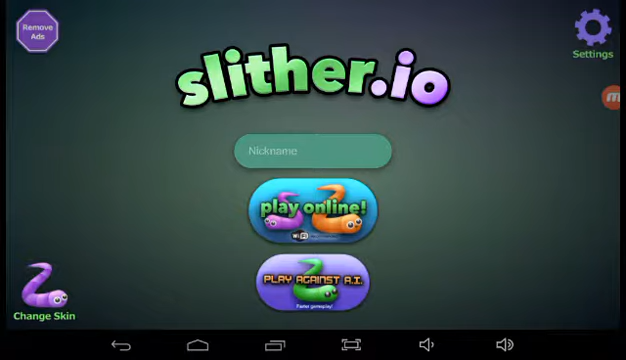 Remove
Ads
Settings
slither.io
Nickname
play online!
PLAY AGAINST A.I.
Change Skin